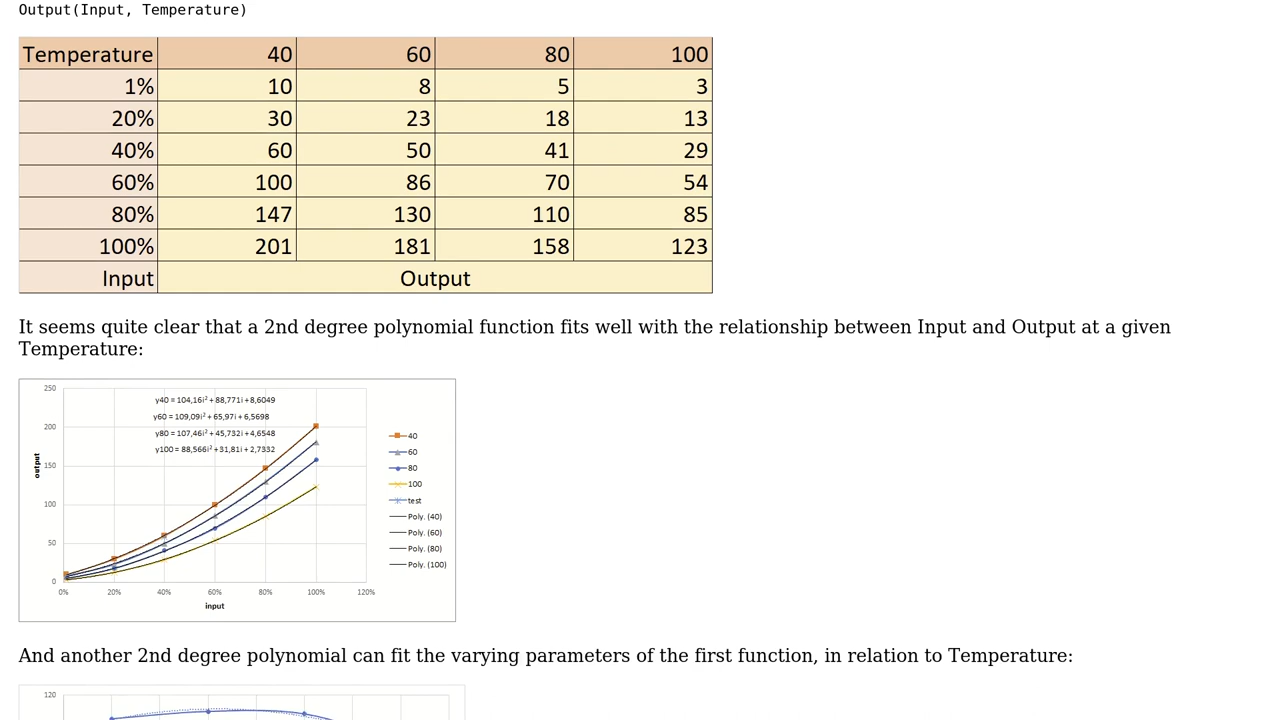 Output(Input, Temperature)
Temperature 40 60 80 100
1% 10 8 5 3
20% 30 23 18 13
40% 60 50 41 29
60% 100 86 70 54
80% 147 130 110 85
100% 201 181 158 123
Input Output
It seems quite clear that a 2nd degree polynomial function fits well with the relationship between Input and Output at a given
Temperature:
y40 = 104,16i² + 88,771i + 8,6049
y60 = 109,09i² + 65,97i + 6,5698
y80 = 107,46i² + 45,732i + 4,6548
y100 = 88,566i² + 31,81i + 2,7332
250
200
150
100
50
0
output
0% 20% 40% 60% 80% 100% 120%
input
40
60
80
100
test
Poly. (40)
Poly. (60)
Poly. (80)
Poly. (100)
And another 2nd degree polynomial can fit the varying parameters of the first function, in relation to Temperature:
120